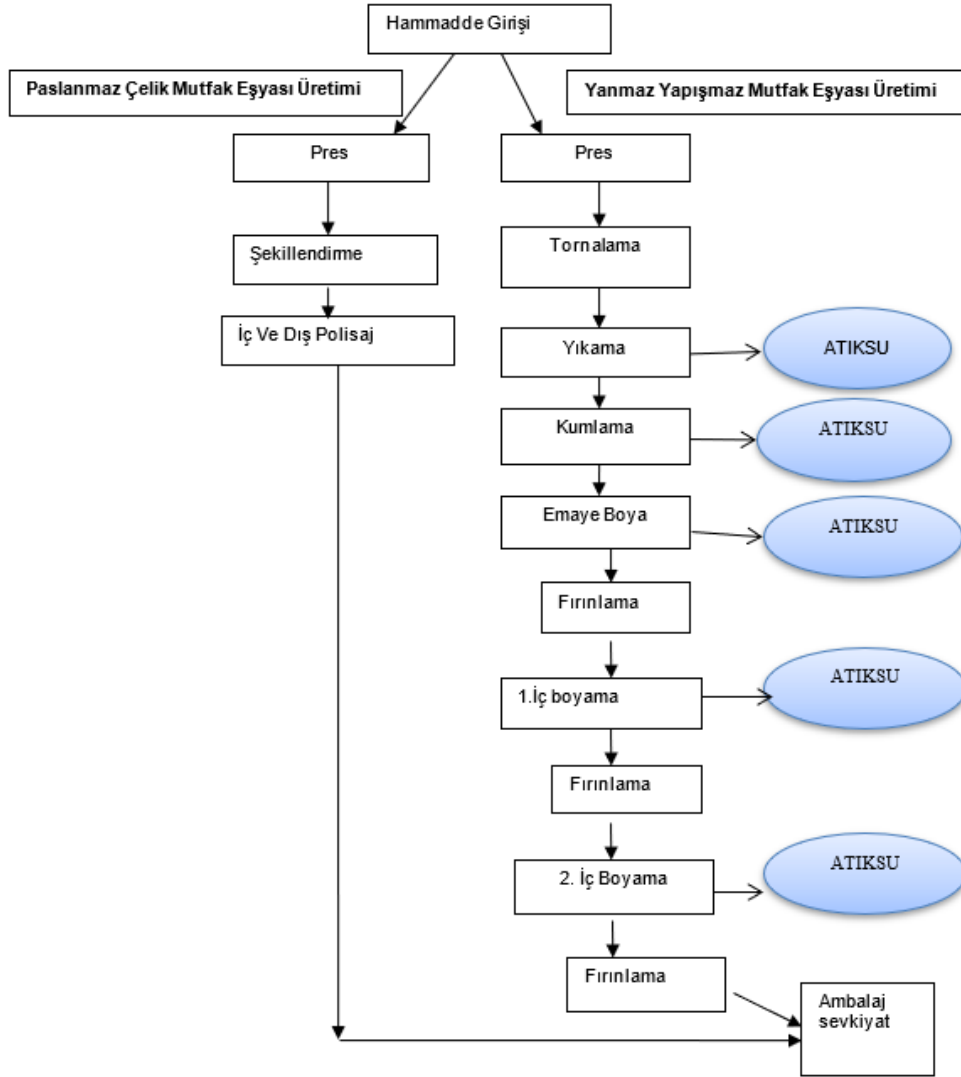 Hammadde Girişi
Paslanmaz Çelik Mutfak Eşyası Üretimi
Yanmaz Yapışmaz Mutfak Eşyası Üretimi
Pres
Pres
Şekillendirme
Tornalama
İç Ve Dış Polisaj
Yıkama
ATIKSU
Kumlama
ATIKSU
Emaye Boya
ATIKSU
Fırınlama
1.İç boyama
ATIKSU
Fırınlama
2. İç Boyama
ATIKSU
Fırınlama
Ambalaj
sevkiyat